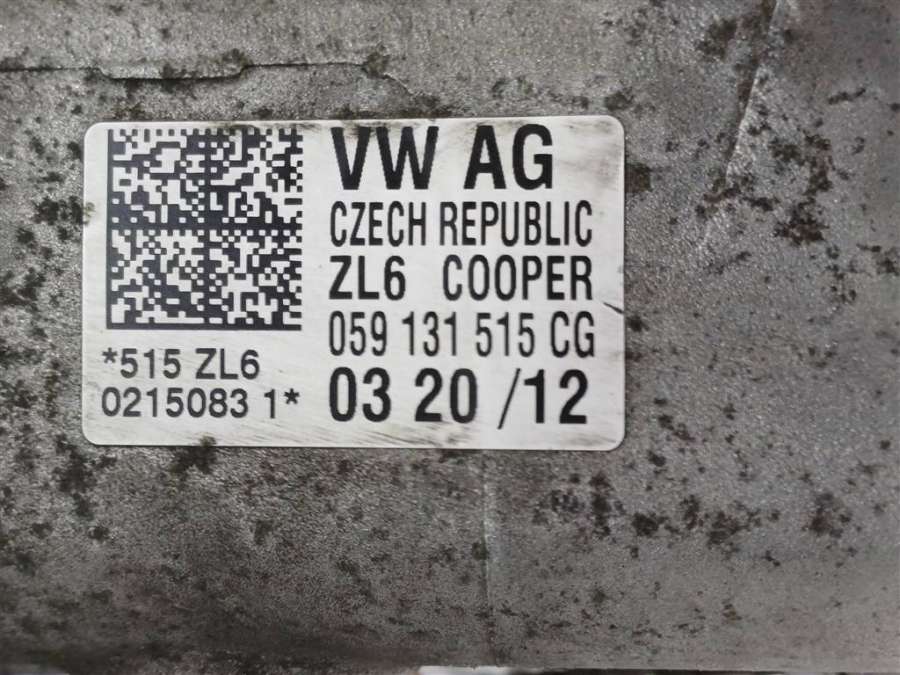 VW AG
CZECH REPUBLIC
ZL6 COOPER
059 131 515 CG
03 20 /12
*515 ZL6
0215083 1*